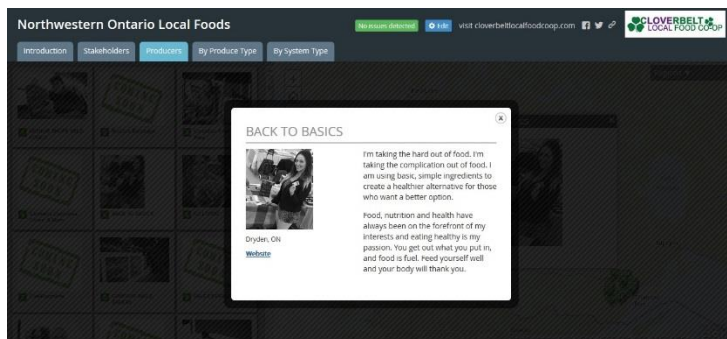 Northwestern Ontario Local Foods
No issues detected
Edit
visit cloverbeltlocalfoodcoop.com
CLOVERBELT
LOCAL FOOD CO-OP
Introduction
Stakeholders
Producers
By Produce Type
By System Type
COMING
SOON
BACK TO BASICS
x
I'm taking the hard out of food. I'm
taking the complication out of food. I
am using basic, simple ingredients to
create a healthier alternative for those
who want a better option.
Food, nutrition and health have
always been on the forefront of my
interests and eating healthy is my
passion. You get out what you put in,
and food is fuel. Feed yourself well
and your body will thank you.
Dryden, ON
Website